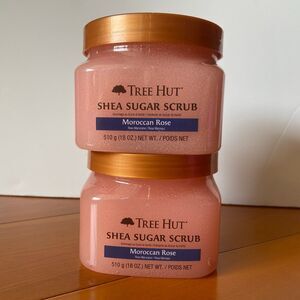 TREE HUT
SHEA SUGAR SCRUB
Moroccan Rose
510 g (18 OZ.) NET WT. / POIDS NET
TREE HUT
SHEA SUGAR SCRUB
Moroccan Rose
510 g (18 OZ.) NET WT. / POIDS NET